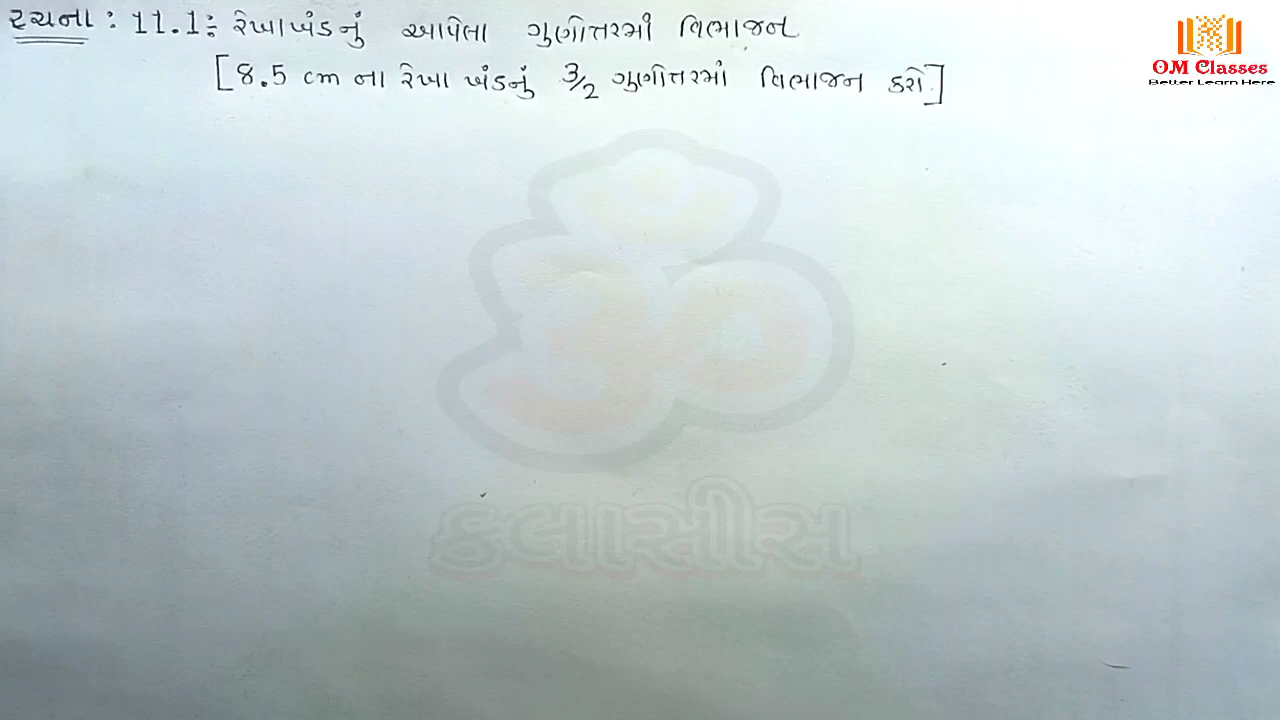 રચના : 11.1 : રેખાખંડનું આપેલા ગુણોત્તરમાં વિભાજન
[8.5 cm ના રેખા ખંડનું 3/2 ગુણોત્તરમાં વિભાજન કરો.]
OM Classes
Better Learn Here
ૐ
કલાસીસ